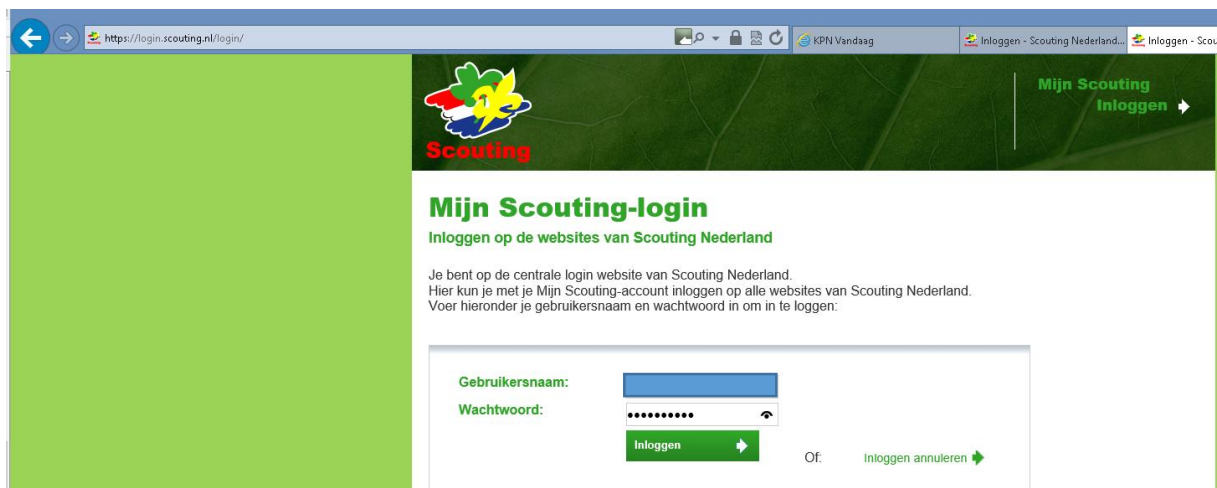 https://login.scouting.nl/login/
KPN Vandaag
Inloggen - Scouting Nederland...
Inloggen - Scou
Scouting
Mijn Scouting
Inloggen
Mijn Scouting-login
Inloggen op de websites van Scouting Nederland
Je bent op de centrale login website van Scouting Nederland.
Hier kun je met je Mijn Scouting-account inloggen op alle websites van Scouting Nederland.
Voer hieronder je gebruikersnaam en wachtwoord in om in te loggen:
Gebruikersnaam:
Wachtwoord: ••••••••••
Inloggen
Of: Inloggen annuleren